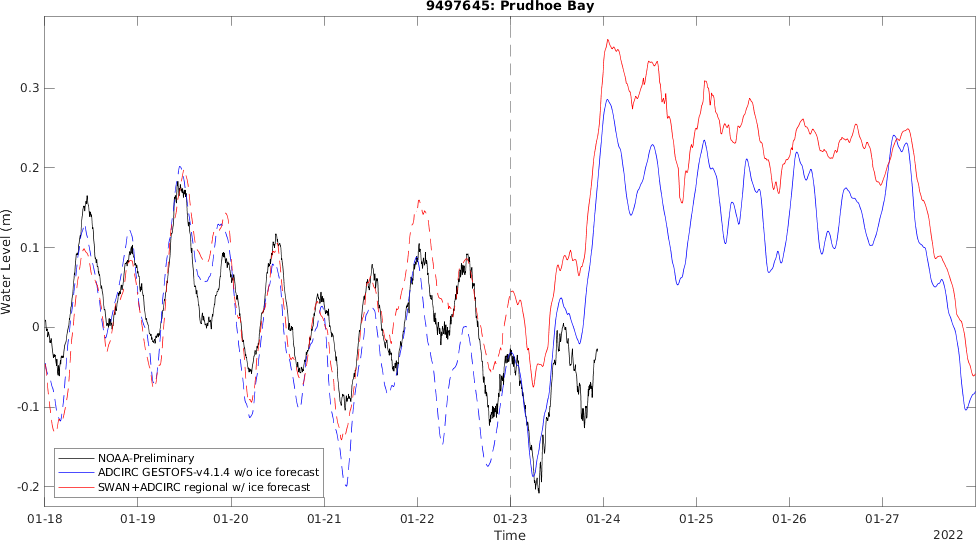 9497645: Prudhoe Bay
Water Level (m)
0.3
0.2
0.1
0
-0.1
-0.2
NOAA-Preliminary
ADCIRC GESTOFS-v4.1.4 w/o ice forecast
SWAN+ADCIRC regional w/ ice forecast
01-18 01-19 01-20 01-21 01-22 01-23 01-24 01-25 01-26 01-27
Time
2022